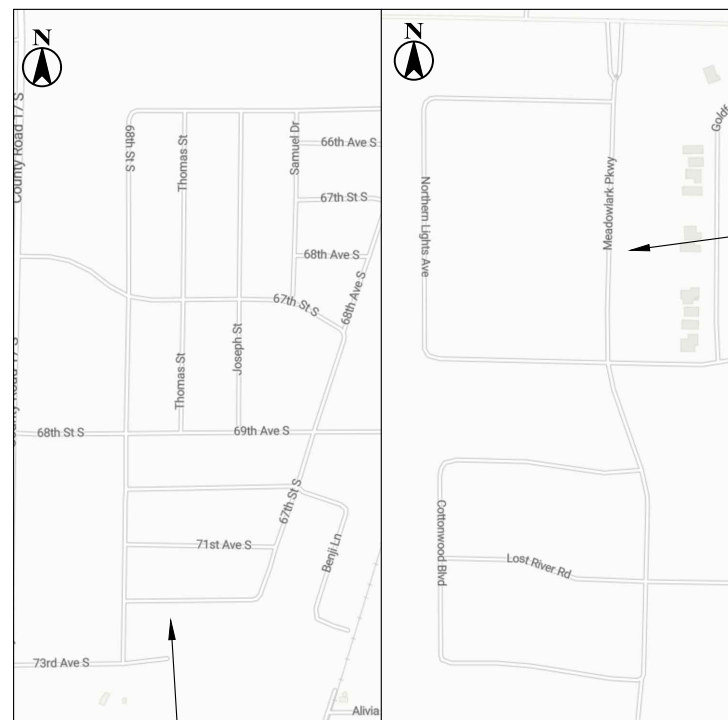 N
County Road 17 S
68th St S
Thomas St
Samuel Dr
66th Ave S
67th St S
68th Ave S
67th St S
68th Ave S
Thomas St
Joseph St
68th St S
69th Ave S
67th St S
71st Ave S
Benji Ln
73rd Ave S
Alivia
N
Northern Lights Ave
Meadowlark Pkwy
Cottonwood Blvd
Lost River Rd